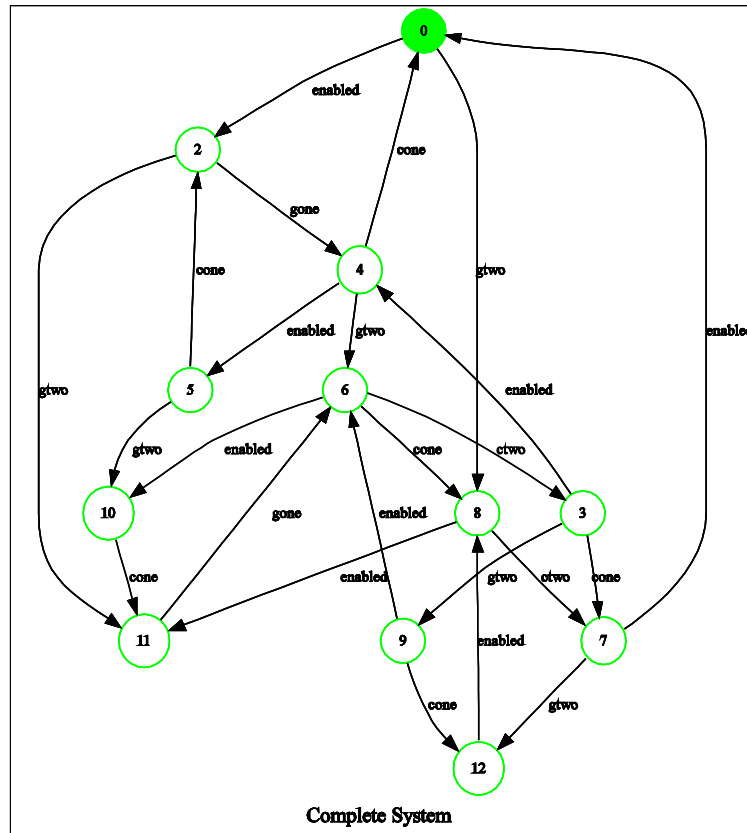 0
enabled
2
cone
gone
gtwo
4
enabled
cone
enabled
gtwo
gtwo
enabled
5
6
gtwo
enabled
cone
ctwo
10
gone
enabled
8
3
cone
enabled
gtwo
ctwo
cone
11
9
enabled
7
cone
gtwo
12
Complete System